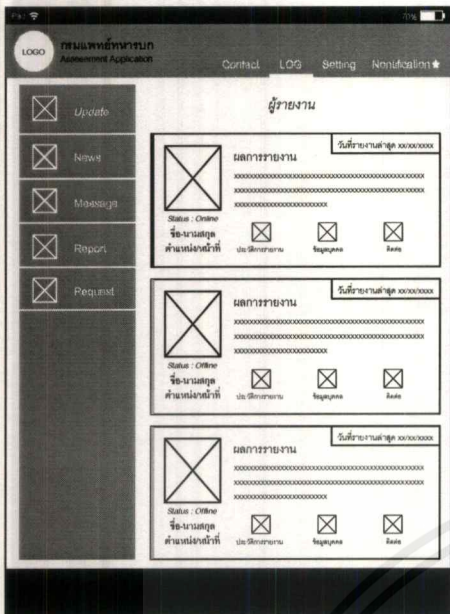 70%
LOGO
กรมแพทย์ทหารบก
Assessment Application
Contact LOG Setting Nontification★
Update
News
Message
Report
Request
ผู้รายงาน
วันที่รายงานล่าสุด xx/xx/xxxx
ผลการรายงาน
xxxxxxxxxxxxxxxxxxxxxxxxxxxxxxxxxxxxxxxxxxx
xxxxxxxxxxxxxxxxxxxxxxxxxxxxxxxxxxxxxxxxxxx
xxxxxxxxxxxxxxxxxxxxx
Status : Online
ชื่อ-นามสกุล
ตำแหน่ง/หน้าที่
ประวัติการรายงาน ข้อมูลบุคคล ติดต่อ
วันที่รายงานล่าสุด xx/xx/xxxx
ผลการรายงาน
xxxxxxxxxxxxxxxxxxxxxxxxxxxxxxxxxxxxxxxxxxx
xxxxxxxxxxxxxxxxxxxxxxxxxxxxxxxxxxxxxxxxxxx
xxxxxxxxxxxxxxxxxxxxx
Status : Offline
ชื่อ-นามสกุล
ตำแหน่ง/หน้าที่
ประวัติการรายงาน ข้อมูลบุคคล ติดต่อ
วันที่รายงานล่าสุด xx/xx/xxxx
ผลการรายงาน
xxxxxxxxxxxxxxxxxxxxxxxxxxxxxxxxxxxxxxxxxxx
xxxxxxxxxxxxxxxxxxxxxxxxxxxxxxxxxxxxxxxxxxx
xxxxxxxxxxxxxxxxxxxxx
Status : Offline
ชื่อ-นามสกุล
ตำแหน่ง/หน้าที่
ประวัติการรายงาน ข้อมูลบุคคล ติดต่อ